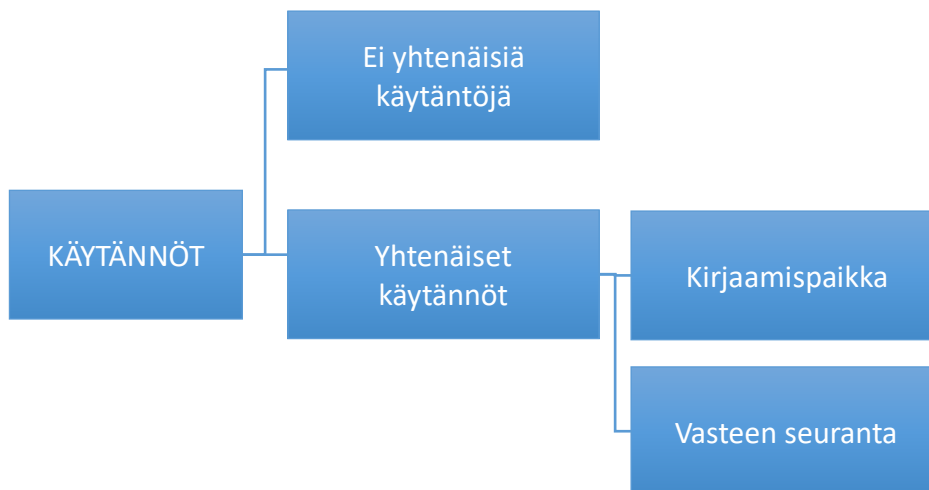 Ei yhtenäisiä
käytäntöjä
KÄYTÄNNÖT
Yhtenäiset
käytännöt
Kirjaamispaikka
Vasteen seuranta